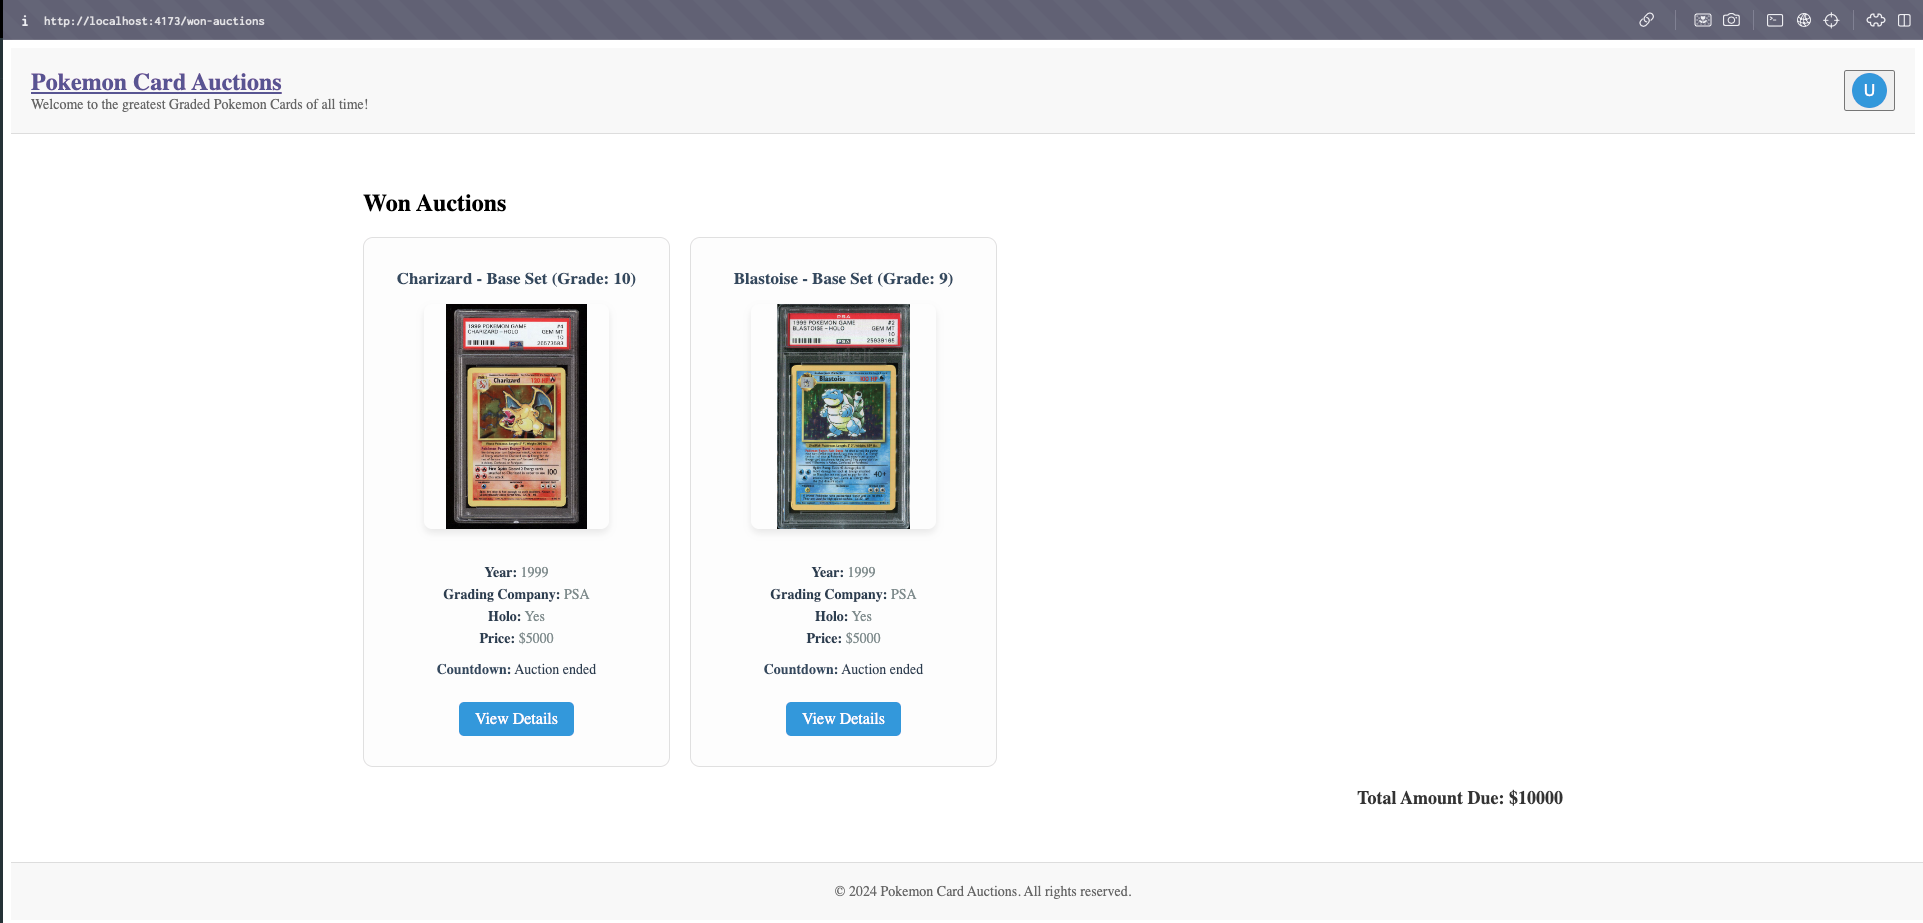 http://localhost:4173/won-auctions
Pokemon Card Auctions
Welcome to the greatest Graded Pokemon Cards of all time!
U
Won Auctions
Charizard - Base Set (Grade: 10)
1999 POKEMON GAME #4
CHARIZARD - HOLO GEM MT
10
Charizard
100
Year: 1999
Grading Company: PSA
Holo: Yes
Price: $5000
Countdown: Auction ended
View Details
Blastoise - Base Set (Grade: 9)
PSA
1999 POKEMON GAME #2
BLASTOISE - HOLO GEM MT
10
PSA 25939165
Blastoise
40+
Year: 1999
Grading Company: PSA
Holo: Yes
Price: $5000
Countdown: Auction ended
View Details
Total Amount Due: $10000
© 2024 Pokemon Card Auctions. All rights reserved.